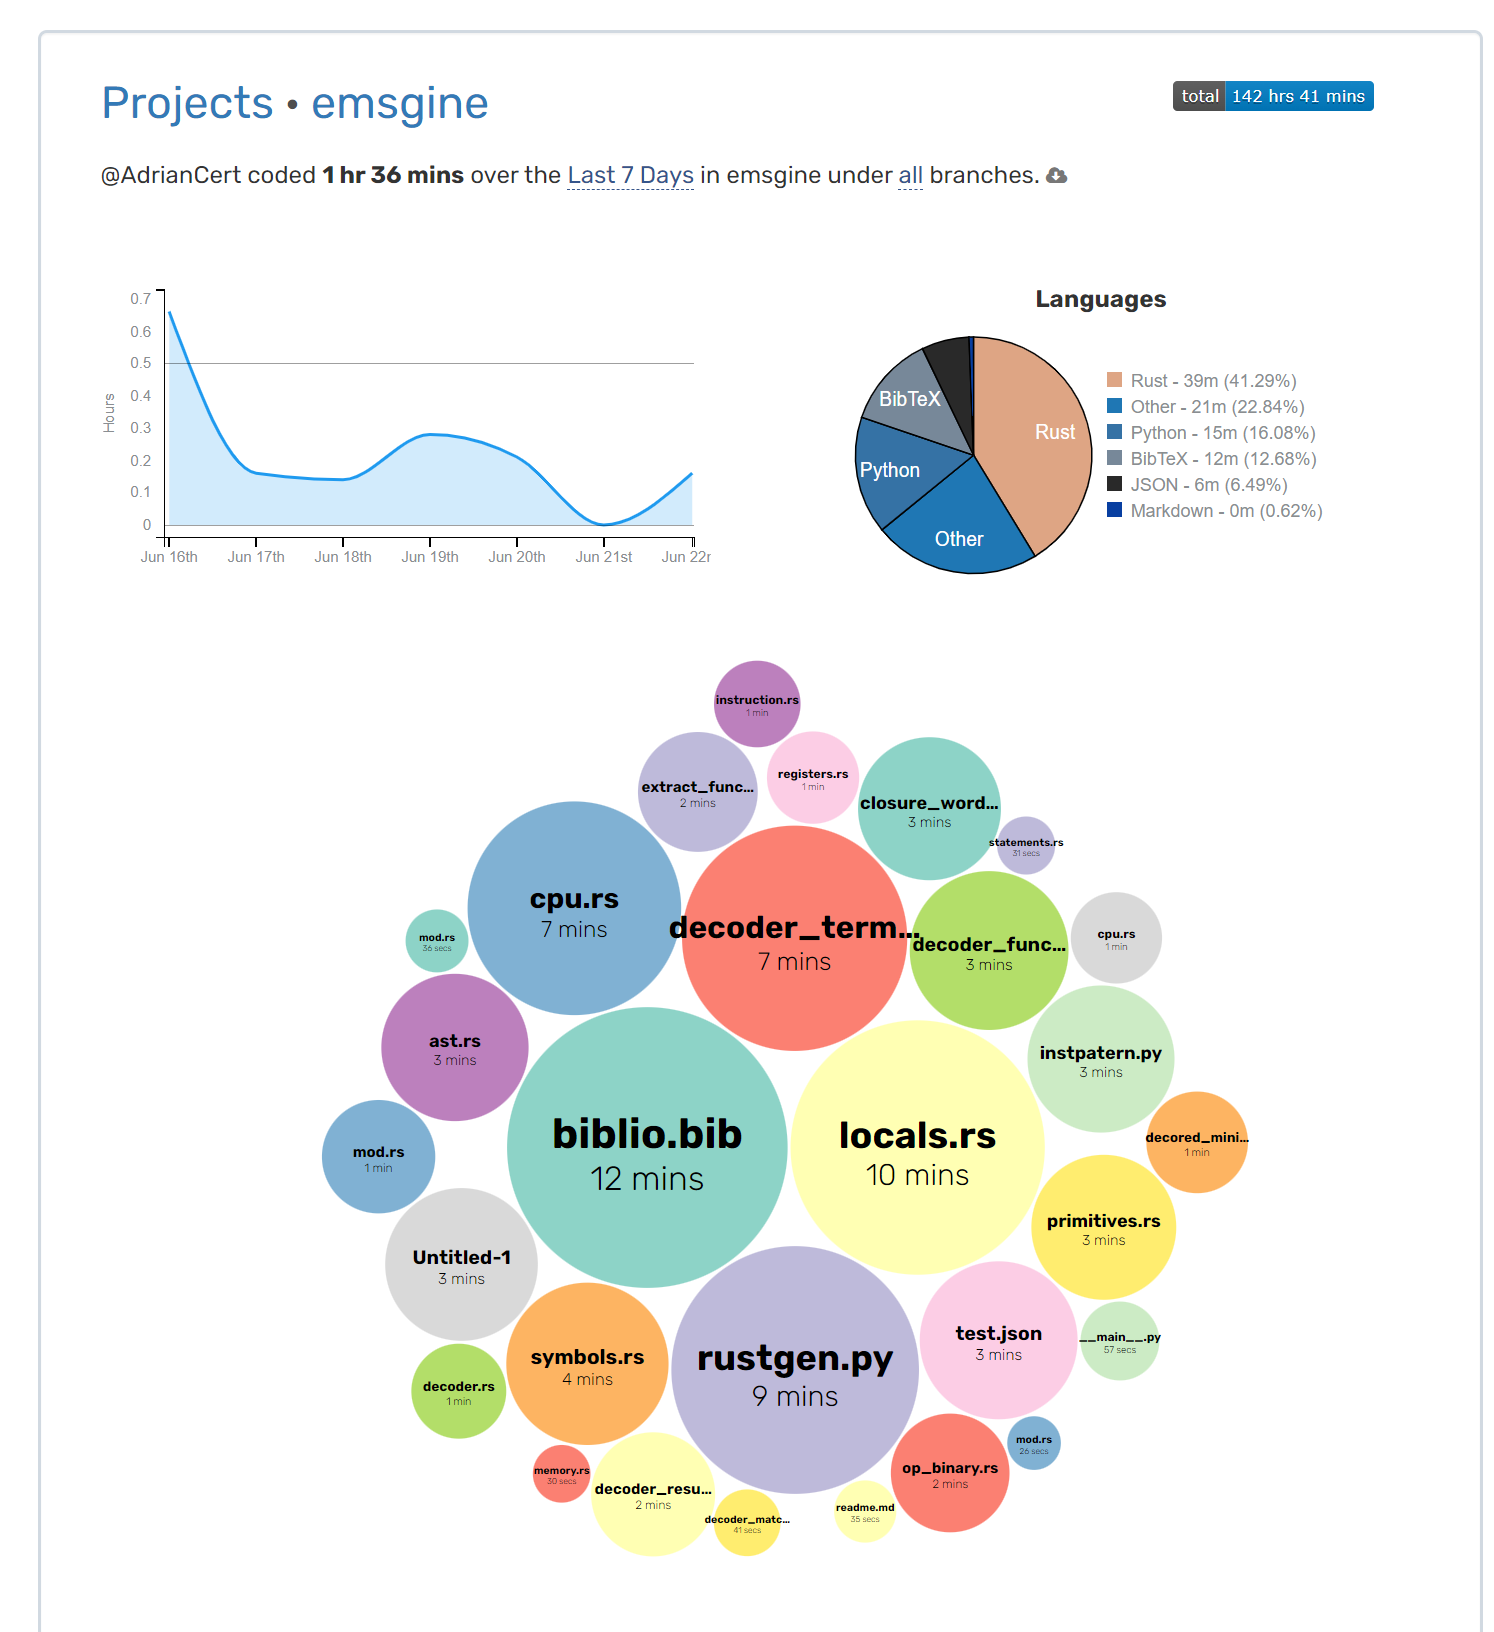 Projects • emsgine
total 142 hrs 41 mins
@AdrianCert coded 1 hr 36 mins over the Last 7 Days in emsgine under all branches.
Hours
0.7
0.6
0.5
0.4
0.3
0.2
0.1
0
Jun 16th Jun 17th Jun 18th Jun 19th Jun 20th Jun 21st Jun 22r
Languages
Rust
Other
Python
BibTeX
Rust - 39m (41.29%)
Other - 21m (22.84%)
Python - 15m (16.08%)
BibTeX - 12m (12.68%)
JSON - 6m (6.49%)
Markdown - 0m (0.62%)
instruction.rs
1 min
registers.rs
1 min
extract_func...
2 mins
closure_word...
3 mins
statements.rs
31 secs
cpu.rs
7 mins
decoder_term...
7 mins
decoder_func...
3 mins
cpu.rs
1 min
mod.rs
36 secs
ast.rs
3 mins
instpatern.py
3 mins
biblio.bib
12 mins
locals.rs
10 mins
decored_mini...
1 min
mod.rs
1 min
primitives.rs
3 mins
Untitled-1
3 mins
test.json
3 mins
__main__.py
57 secs
symbols.rs
4 mins
rustgen.py
9 mins
decoder.rs
1 min
mod.rs
26 secs
op_binary.rs
2 mins
memory.rs
30 secs
decoder_resu...
2 mins
readme.md
35 secs
decoder_matc...
41 secs